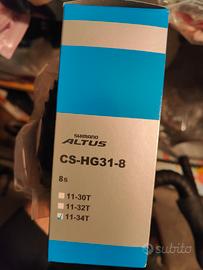 SHIMANO
ALTUS
CS-HG31-8
8s
11-30T
11-32T
11-34T
subito